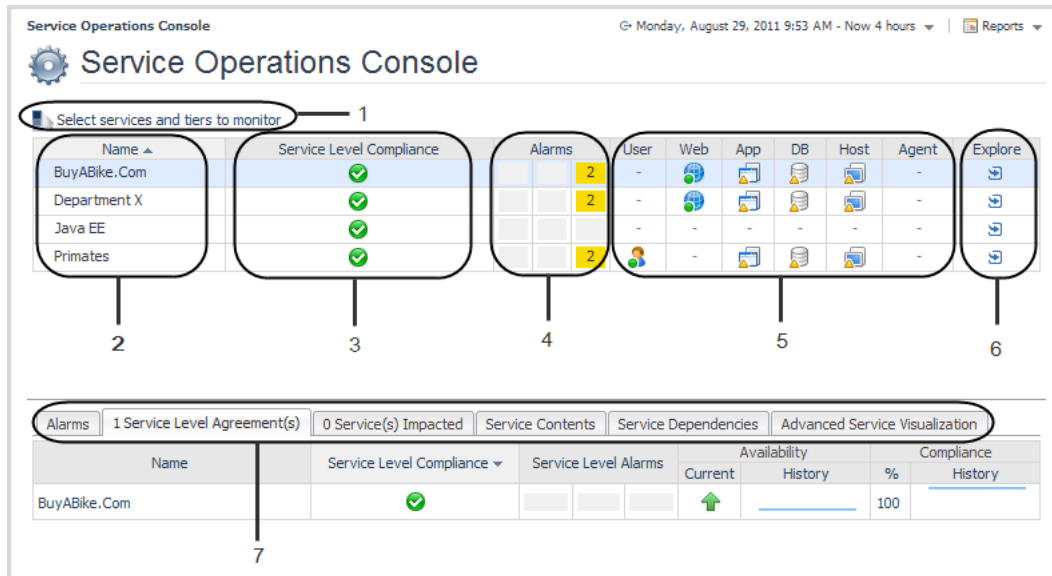 Service Operations Console
Monday, August 29, 2011 9:53 AM - Now 4 hours | Reports
Service Operations Console
Select services and tiers to monitor 1
Name Service Level Compliance Alarms User Web App DB Host Agent Explore
BuyABike.Com 2 - -
Department X 2 - -
Java EE - - - - - -
Primates 2 - -
2 3 4 5 6
Alarms 1 Service Level Agreement(s) 0 Service(s) Impacted Service Contents Service Dependencies Advanced Service Visualization
Name Service Level Compliance Service Level Alarms Availability Compliance
Current History % History
BuyABike.Com 100
7